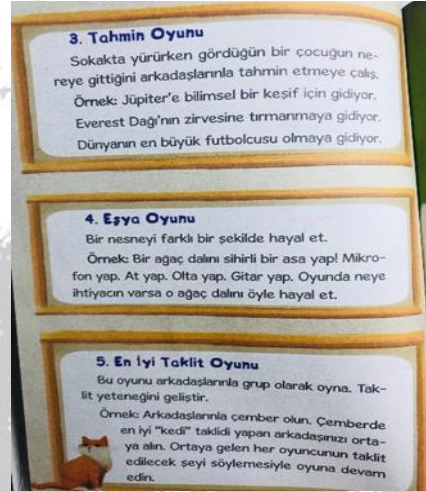 3. Tahmin Oyunu
Sokakta yürürken gördüğün bir çocuğun ne-
reye gittiğini arkadaşlarınla tahmin etmeye çalış.
Örnek: Jüpiter'e bilimsel bir keşif için gidiyor.
Everest Dağı'nın zirvesine tırmanmaya gidiyor.
Dünyanın en büyük futbolcusu olmaya gidiyor.
4. Eşya Oyunu
Bir nesneyi farklı bir şekilde hayal et.
Örnek: Bir ağaç dalını sihirli bir asa yap! Mikro-
fon yap. At yap. Olta yap. Gitar yap. Oyunda neye
ihtiyacın varsa o ağaç dalını öyle hayal et.
5. En İyi Taklit Oyunu
Bu oyunu arkadaşlarınla grup olarak oyna. Tak-
lit yeteneğini geliştir.
Örnek: Arkadaşlarınla çember olun. Çemberde
en iyi "kedi" taklidi yapan arkadaşınızı orta-
ya alın. Ortaya gelen her oyuncunun taklit
edilecek şeyi söylemesiyle oyuna devam
edin.